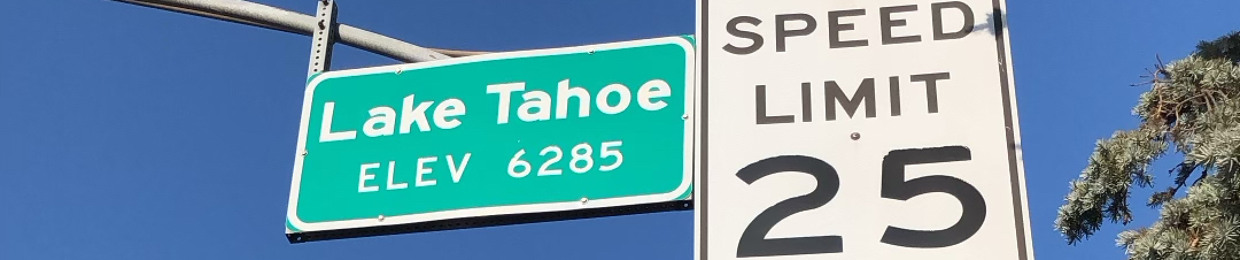 Lake Tahoe
ELEV 6285
SPEED
LIMIT
25